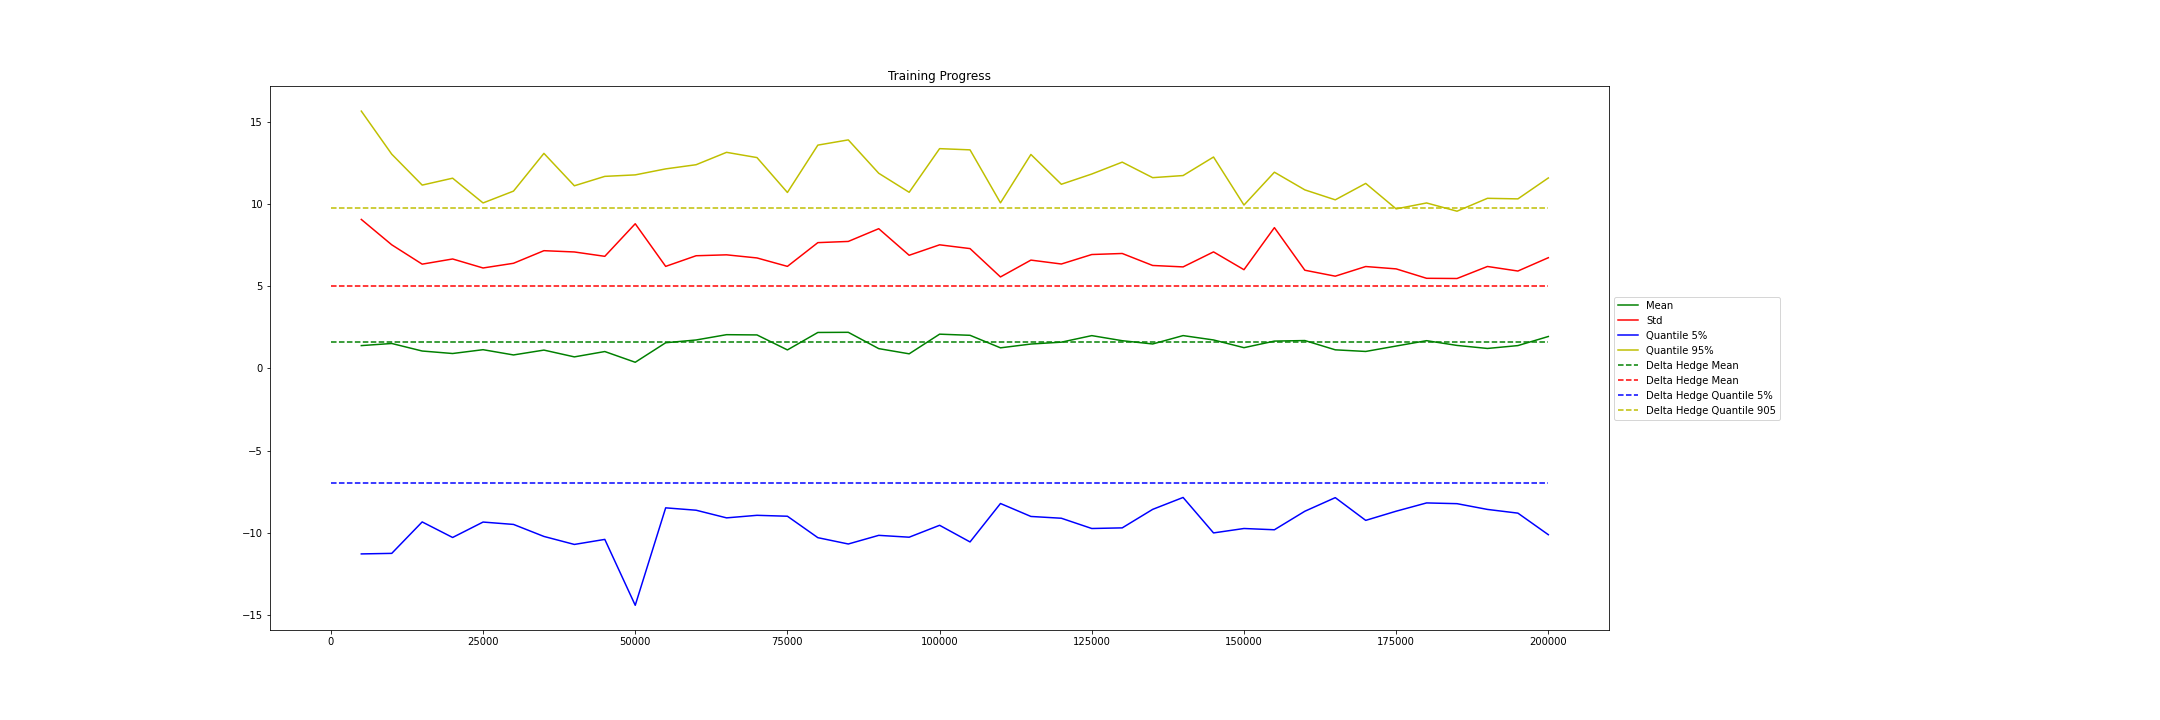 Training Progress
15
10
5
0
−5
−10
−15
0 25000 50000 75000 100000 125000 150000 175000 200000
Mean
Std
Quantile 5%
Quantile 95%
Delta Hedge Mean
Delta Hedge Mean
Delta Hedge Quantile 5%
Delta Hedge Quantile 905